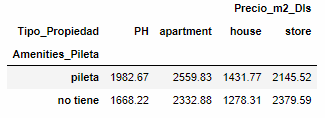 Precio_m2_Dls
Tipo_Propiedad PH apartment house store
Amenities_Pileta
pileta 1982.67 2559.83 1431.77 2145.52
no tiene 1668.22 2332.88 1278.31 2379.59